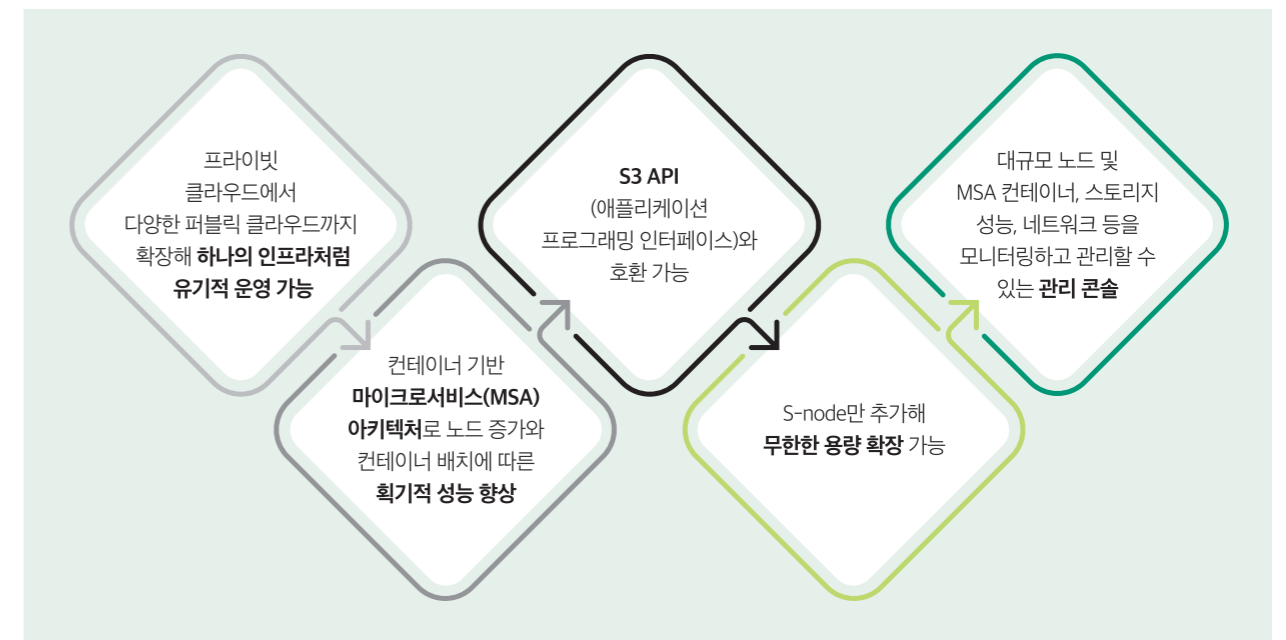 프라이빗
클라우드에서
다양한 퍼블릭 클라우드까지
확장해 하나의 인프라처럼
유기적 운영 가능
컨테이너 기반
마이크로서비스(MSA)
아키텍처로 노드 증가와
컨테이너 배치에 따른
획기적 성능 향상
S3 API
(애플리케이션
프로그래밍 인터페이스)와
호환 가능
S-node만 추가해
무한한 용량 확장 가능
대규모 노드 및
MSA 컨테이너, 스토리지
성능, 네트워크 등을
모니터링하고 관리할 수
있는 관리 콘솔